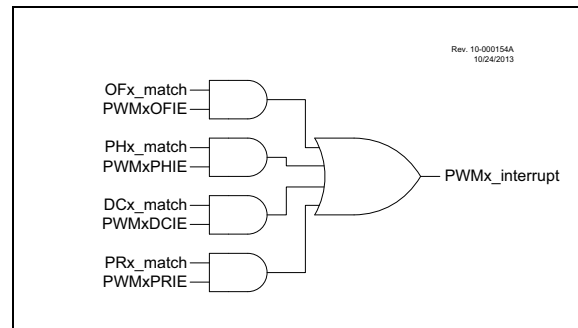 Rev. 10-000154A
10/24/2013
OFx_match
PWMxOFIE
PHx_match
PWMxPHIE
DCx_match
PWMxDCIE
PRx_match
PWMxPRIE
PWMx_interrupt